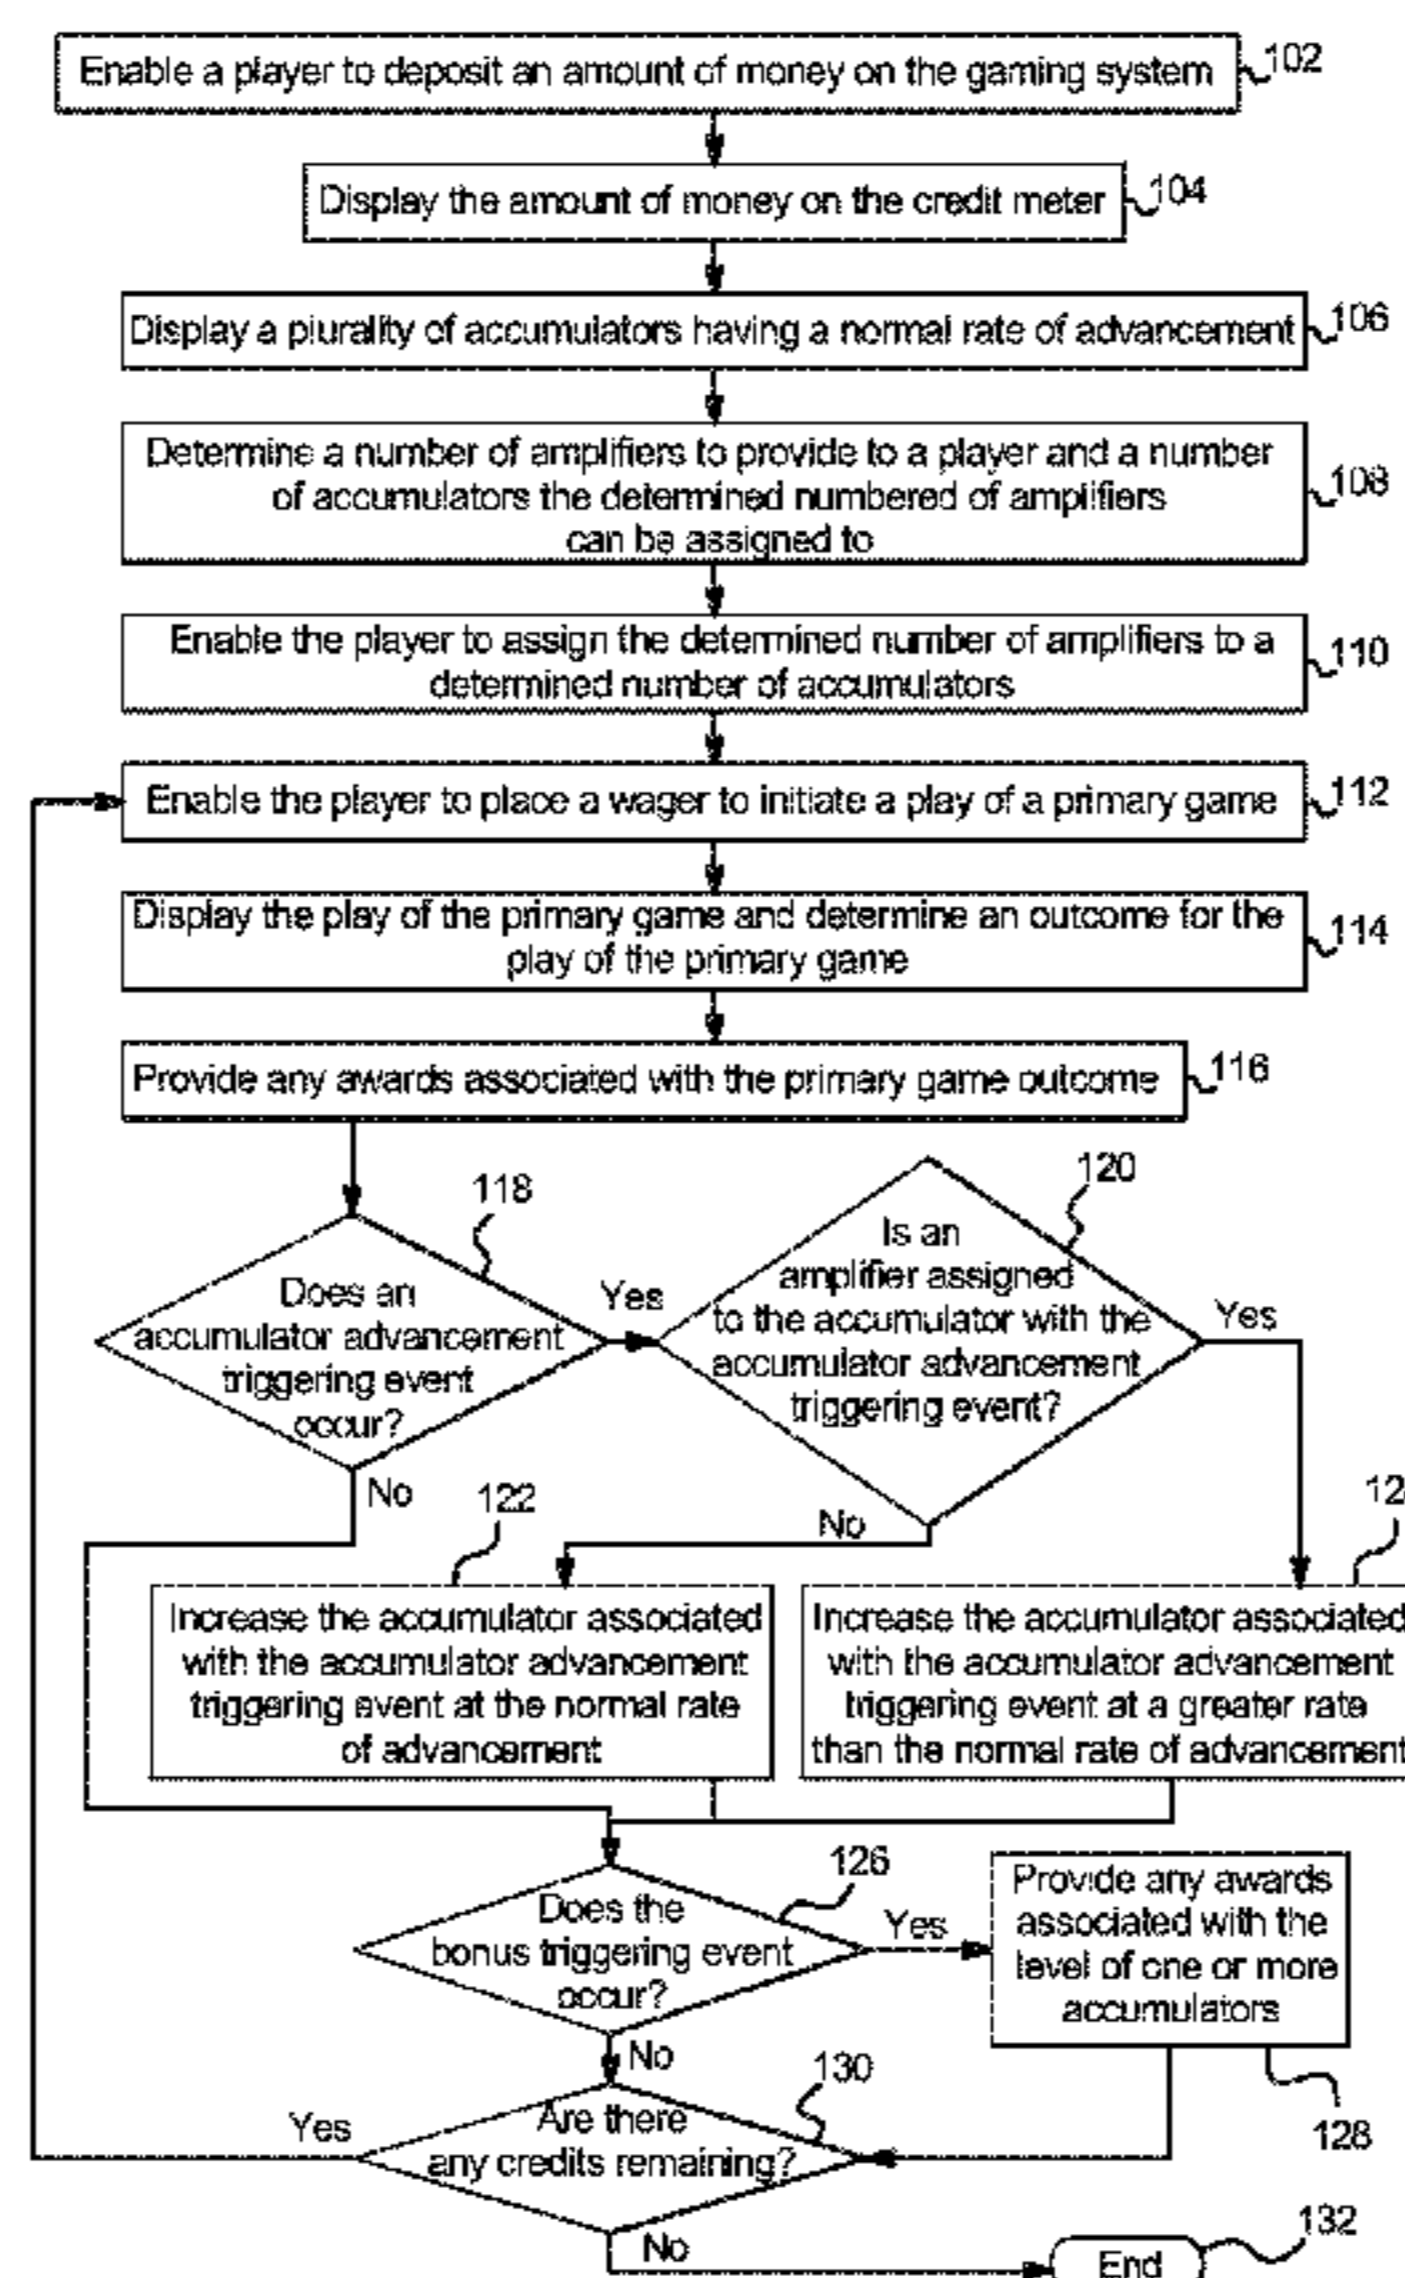 Enable a player to deposit an amount of money on the gaming system
102
Display the amount of money on the credit meter
104
Display a plurality of accumulators having a normal rate of advancement
106
Determine a number of amplifiers to provide to a player and a number
of accumulators the determined numbered of amplifiers
can be assigned to
108
Enable the player to assign the determined number of amplifiers to a
determined number of accumulators
110
Enable the player to place a wager to initiate a play of a primary game
112
Display the play of the primary game and determine an outcome for the
play of the primary game
114
Provide any awards associated with the primary game outcome
116
118
Does an
accumulator advancement
triggering event
occur?
Yes
No
120
Is an
amplifier assigned
to the accumulator with the
accumulator advancement
triggering event?
Yes
No
122
Increase the accumulator associated
with the accumulator advancement
triggering event at the normal rate
of advancement
Increase the accumulator associated
with the accumulator advancement
triggering event at a greater rate
than the normal rate of advancement
126
Does the
bonus triggering event
occur?
Yes
No
Provide any awards
associated with the
level of one or more
accumulators
128
130
Are there
any credits remaining?
Yes
No
132
End